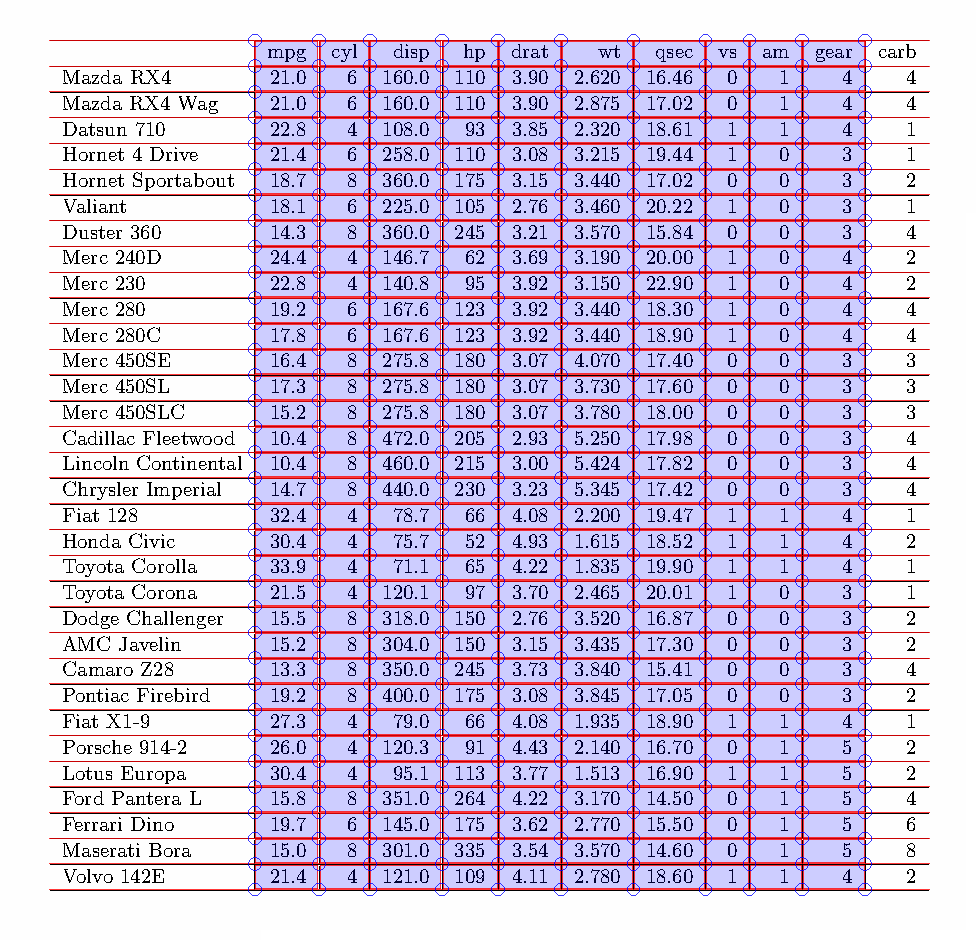 mpg cyl disp hp drat wt qsec vs am gear carb
Mazda RX4 21.0 6 160.0 110 3.90 2.620 16.46 0 1 4 4
Mazda RX4 Wag 21.0 6 160.0 110 3.90 2.875 17.02 0 1 4 4
Datsun 710 22.8 4 108.0 93 3.85 2.320 18.61 1 1 4 1
Hornet 4 Drive 21.4 6 258.0 110 3.08 3.215 19.44 1 0 3 1
Hornet Sportabout 18.7 8 360.0 175 3.15 3.440 17.02 0 0 3 2
Valiant 18.1 6 225.0 105 2.76 3.460 20.22 1 0 3 1
Duster 360 14.3 8 360.0 245 3.21 3.570 15.84 0 0 3 4
Merc 240D 24.4 4 146.7 62 3.69 3.190 20.00 1 0 4 2
Merc 230 22.8 4 140.8 95 3.92 3.150 22.90 1 0 4 2
Merc 280 19.2 6 167.6 123 3.92 3.440 18.30 1 0 4 4
Merc 280C 17.8 6 167.6 123 3.92 3.440 18.90 1 0 4 4
Merc 450SE 16.4 8 275.8 180 3.07 4.070 17.40 0 0 3 3
Merc 450SL 17.3 8 275.8 180 3.07 3.730 17.60 0 0 3 3
Merc 450SLC 15.2 8 275.8 180 3.07 3.780 18.00 0 0 3 3
Cadillac Fleetwood 10.4 8 472.0 205 2.93 5.250 17.98 0 0 3 4
Lincoln Continental 10.4 8 460.0 215 3.00 5.424 17.82 0 0 3 4
Chrysler Imperial 14.7 8 440.0 230 3.23 5.345 17.42 0 0 3 4
Fiat 128 32.4 4 78.7 66 4.08 2.200 19.47 1 1 4 1
Honda Civic 30.4 4 75.7 52 4.93 1.615 18.52 1 1 4 2
Toyota Corolla 33.9 4 71.1 65 4.22 1.835 19.90 1 1 4 1
Toyota Corona 21.5 4 120.1 97 3.70 2.465 20.01 1 0 3 1
Dodge Challenger 15.5 8 318.0 150 2.76 3.520 16.87 0 0 3 2
AMC Javelin 15.2 8 304.0 150 3.15 3.435 17.30 0 0 3 2
Camaro Z28 13.3 8 350.0 245 3.73 3.840 15.41 0 0 3 4
Pontiac Firebird 19.2 8 400.0 175 3.08 3.845 17.05 0 0 3 2
Fiat X1-9 27.3 4 79.0 66 4.08 1.935 18.90 1 1 4 1
Porsche 914-2 26.0 4 120.3 91 4.43 2.140 16.70 0 1 5 2
Lotus Europa 30.4 4 95.1 113 3.77 1.513 16.90 1 1 5 2
Ford Pantera L 15.8 8 351.0 264 4.22 3.170 14.50 0 1 5 4
Ferrari Dino 19.7 6 145.0 175 3.62 2.770 15.50 0 1 5 6
Maserati Bora 15.0 8 301.0 335 3.54 3.570 14.60 0 1 5 8
Volvo 142E 21.4 4 121.0 109 4.11 2.780 18.60 1 1 4 2